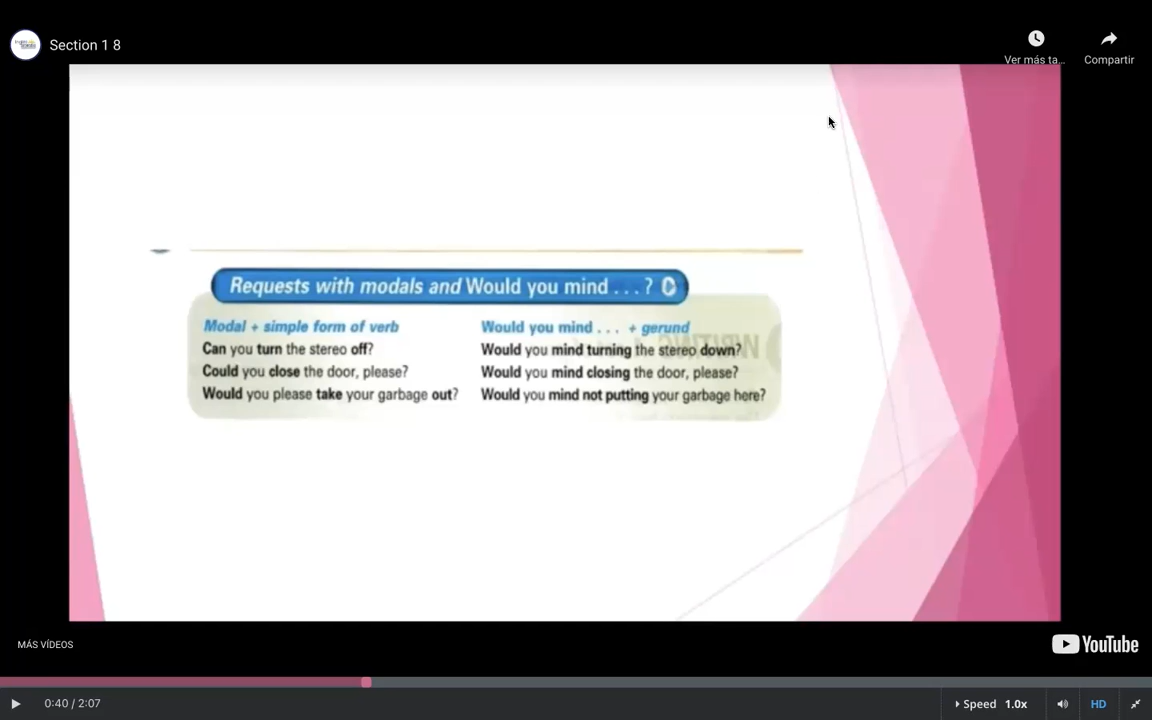 Section 1 8
Ver más ta...
Compartir
Requests with modals and Would you mind . . . ?
Modal + simple form of verb
Can you turn the stereo off?
Could you close the door, please?
Would you please take your garbage out?
Would you mind . . . + gerund
Would you mind turning the stereo down?
Would you mind closing the door, please?
Would you mind not putting your garbage here?
MÁS VÍDEOS
YouTube
0:40 / 2:07
Speed 1.0x
HD